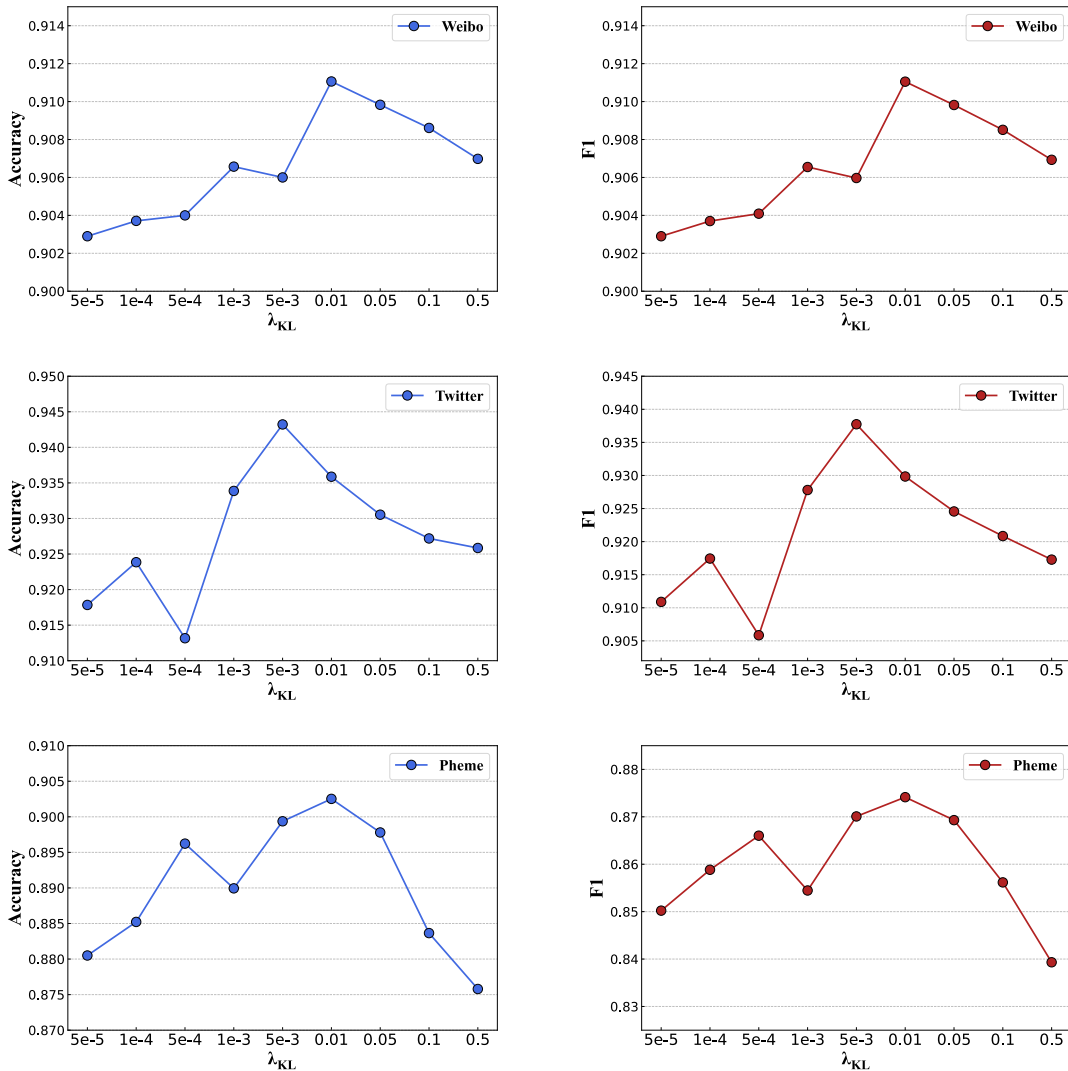 0.914
0.912
0.910
0.908
0.906
0.904
0.902
0.900
Accuracy
Weibo
5e-5 1e-4 5e-4 1e-3 5e-3 0.01 0.05 0.1 0.5
λ_KL
0.914
0.912
0.910
0.908
0.906
0.904
0.902
0.900
F1
Weibo
5e-5 1e-4 5e-4 1e-3 5e-3 0.01 0.05 0.1 0.5
λ_KL
0.950
0.945
0.940
0.935
0.930
0.925
0.920
0.915
0.910
Accuracy
Twitter
5e-5 1e-4 5e-4 1e-3 5e-3 0.01 0.05 0.1 0.5
λ_KL
0.945
0.940
0.935
0.930
0.925
0.920
0.915
0.910
0.905
F1
Twitter
5e-5 1e-4 5e-4 1e-3 5e-3 0.01 0.05 0.1 0.5
λ_KL
0.910
0.905
0.900
0.895
0.890
0.885
0.880
0.875
0.870
Accuracy
Pheme
5e-5 1e-4 5e-4 1e-3 5e-3 0.01 0.05 0.1 0.5
λ_KL
0.88
0.87
0.86
0.85
0.84
0.83
F1
Pheme
5e-5 1e-4 5e-4 1e-3 5e-3 0.01 0.05 0.1 0.5
λ_KL